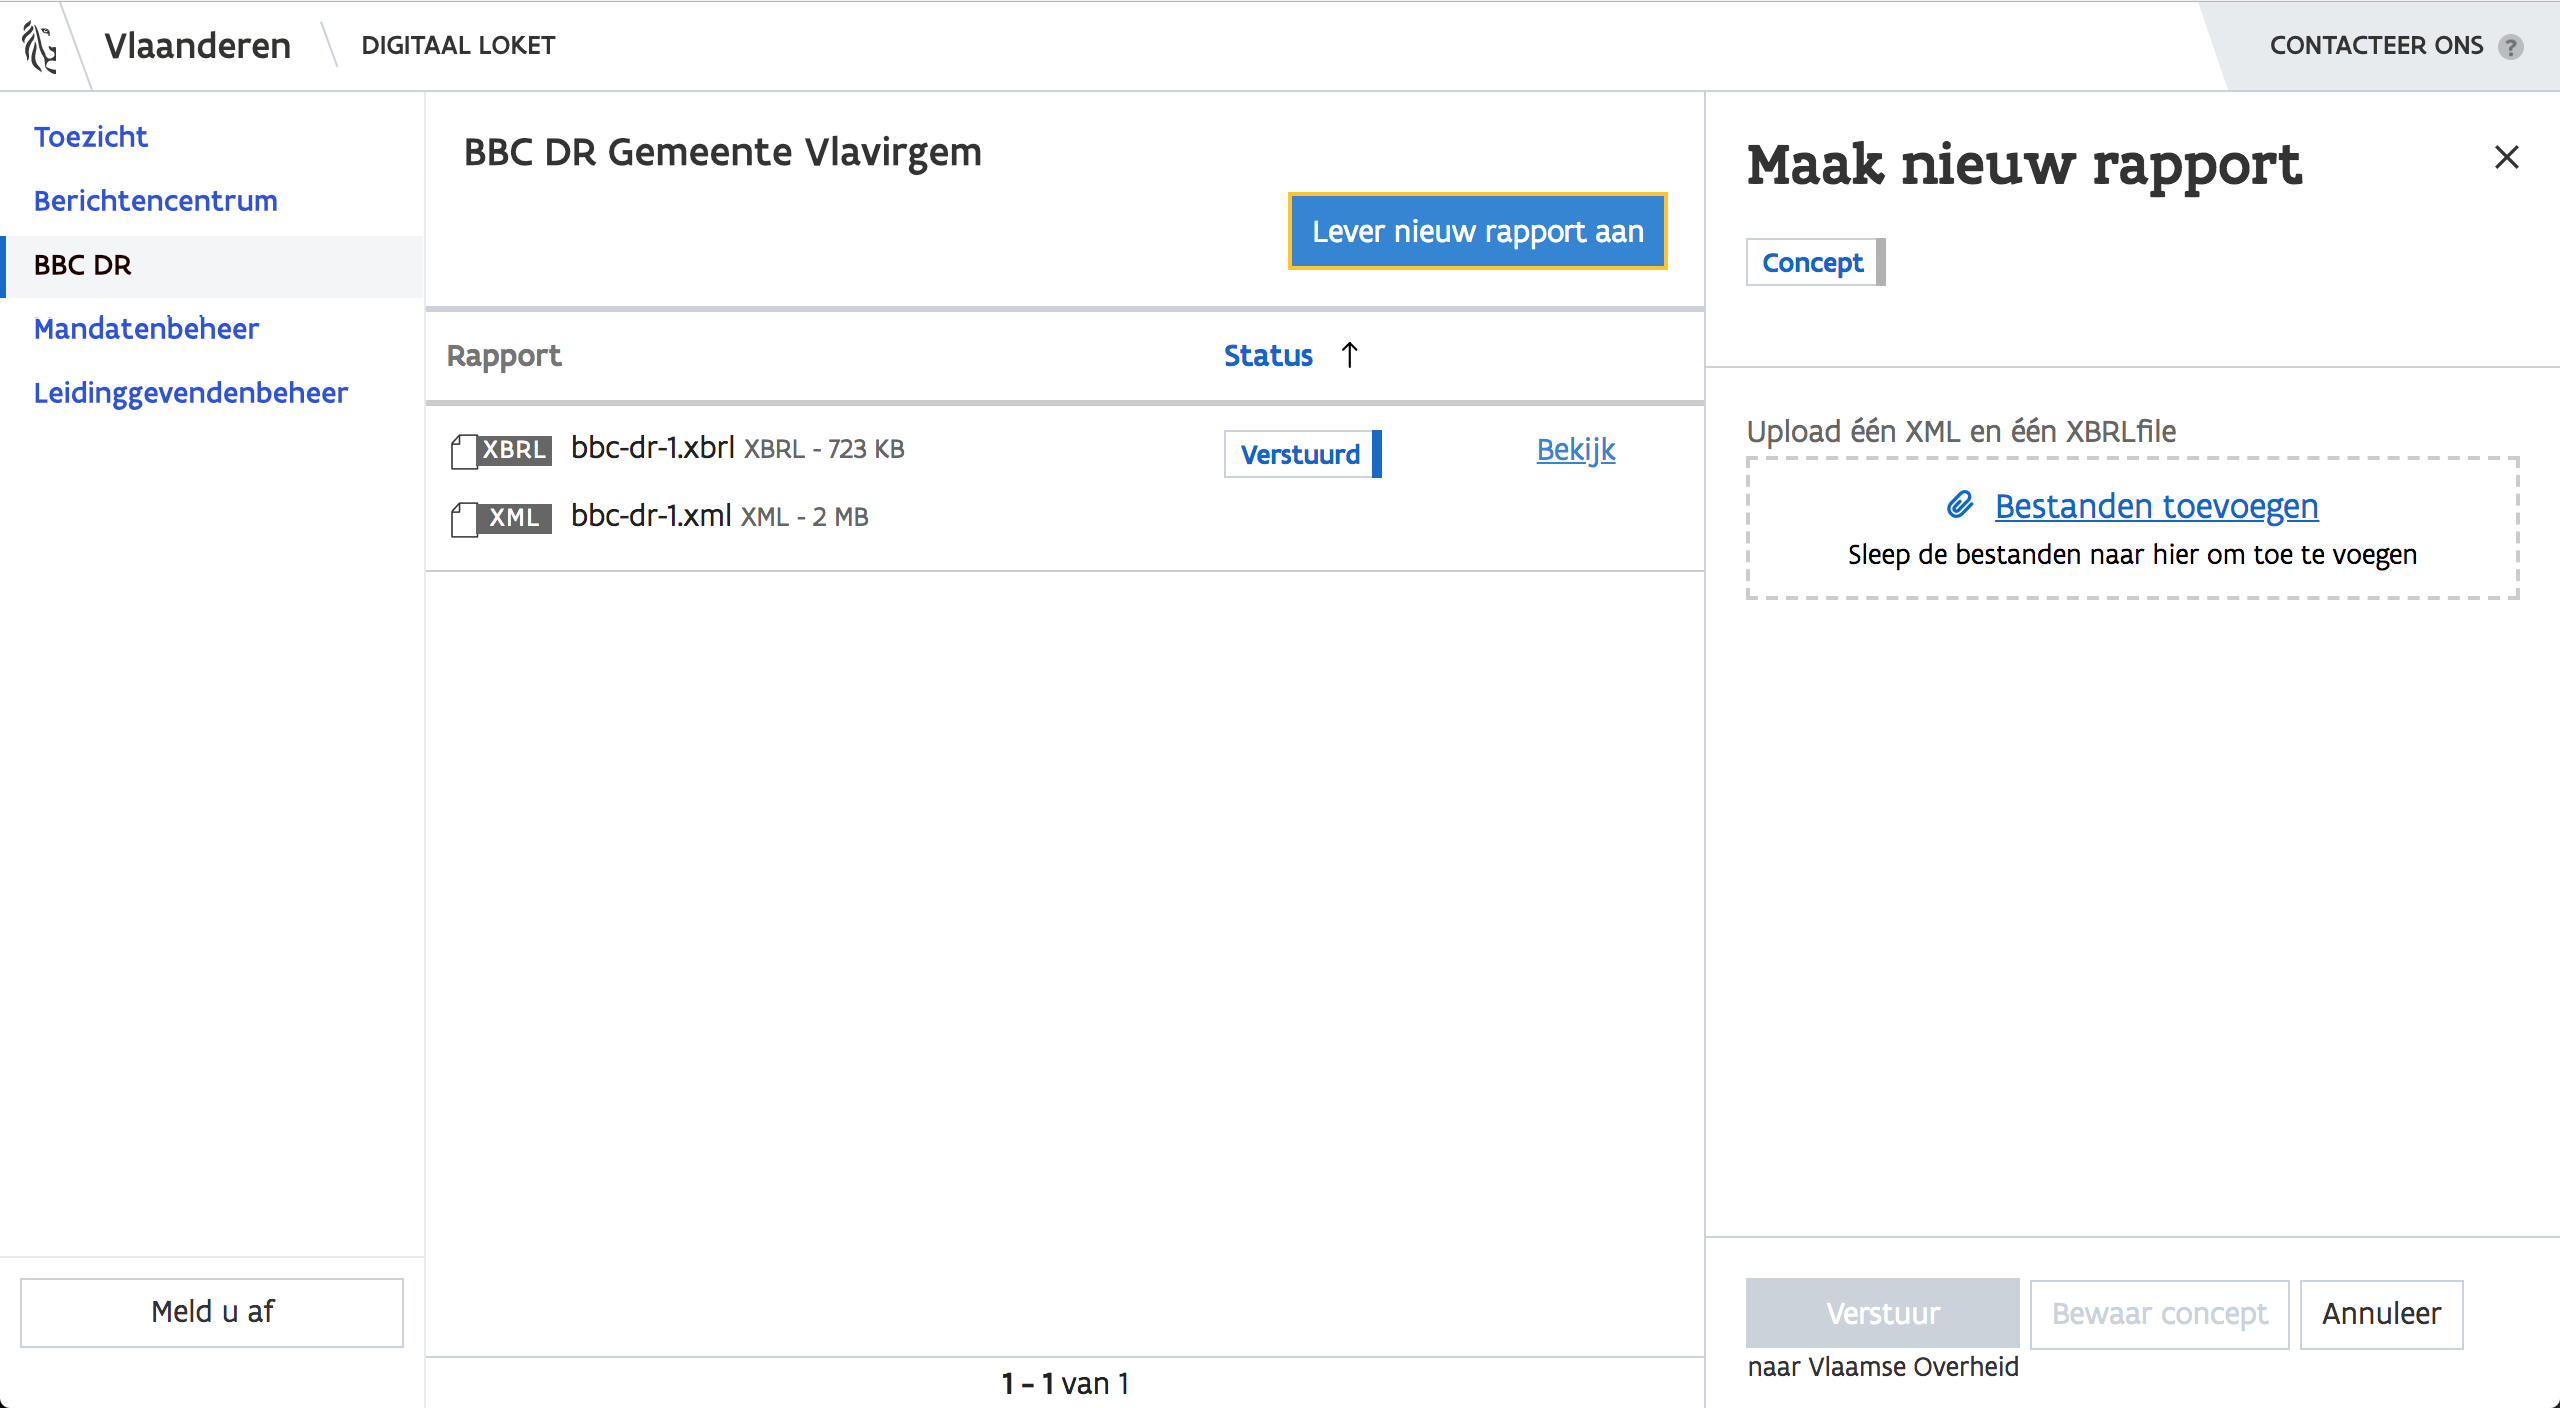 Vlaanderen
DIGITAAL LOKET
CONTACTEER ONS ?
Toezicht
Berichtencentrum
BBC DR
Mandatenbeheer
Leidinggevendenbeheer
Meld u af
BBC DR Gemeente Vlavirgem
Lever nieuw rapport aan
Rapport Status ↑
XBRL bbc-dr-1.xbrl XBRL - 723 KB Verstuurd Bekijk
XML bbc-dr-1.xml XML - 2 MB
1 - 1 van 1
Maak nieuw rapport
Concept
Upload één XML en één XBRLfile
Bestanden toevoegen
Sleep de bestanden naar hier om toe te voegen
Verstuur Bewaar concept Annuleer
naar Vlaamse Overheid